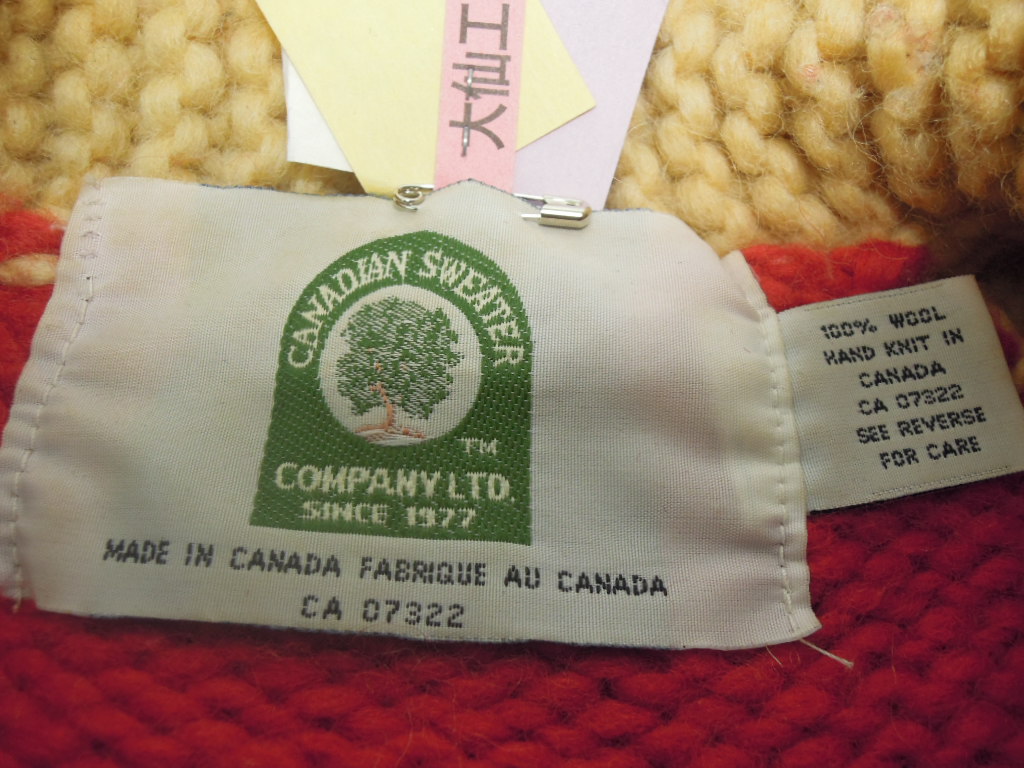 大仙工
CANADIAN SWEATER
TM
COMPANY LTD.
SINCE 1977
MADE IN CANADA FABRIQUE AU CANADA
CA 07322
100% WOOL
HAND KNIT IN
CANADA
CA 07322
SEE REVERSE
FOR CARE